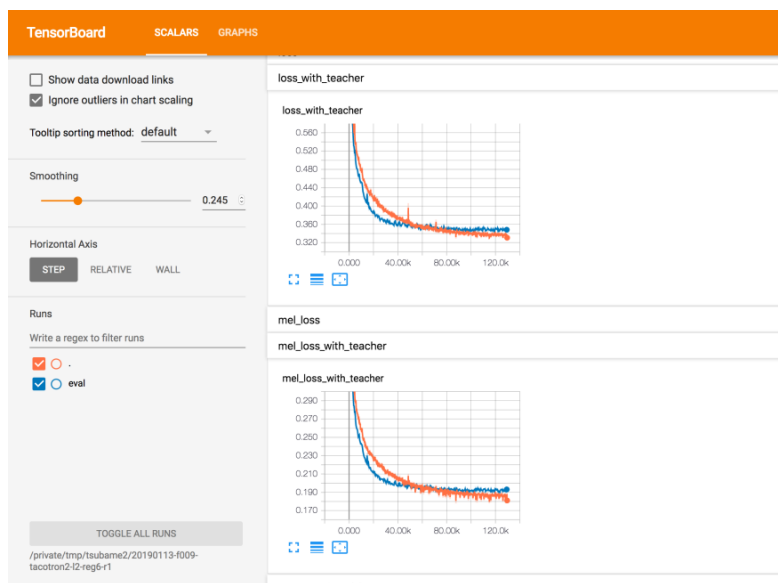 TensorBoard
SCALARS
GRAPHS
Show data download links
Ignore outliers in chart scaling
Tooltip sorting method: default
Smoothing
0.245
Horizontal Axis
STEP
RELATIVE
WALL
Runs
Write a regex to filter runs
.
eval
TOGGLE ALL RUNS
/private/tmp/tsubame2/20190113-f009-
tacotron2-l2-reg6-r1
loss_with_teacher
loss_with_teacher
0.560
0.520
0.480
0.440
0.400
0.360
0.320
0.000 40.00k 80.00k 120.0k
mel_loss
mel_loss_with_teacher
mel_loss_with_teacher
0.290
0.270
0.250
0.230
0.210
0.190
0.170
0.000 40.00k 80.00k 120.0k